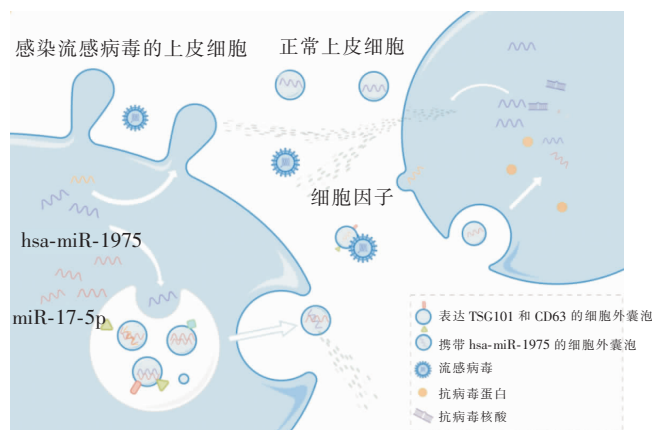 感染流感病毒的上皮细胞
正常上皮细胞
细胞因子
hsa-miR-1975
miR-17-5p
表达 TSG101 和 CD63 的细胞外囊泡
携带 hsa-miR-1975 的细胞外囊泡
流感病毒
抗病毒蛋白
抗病毒核酸